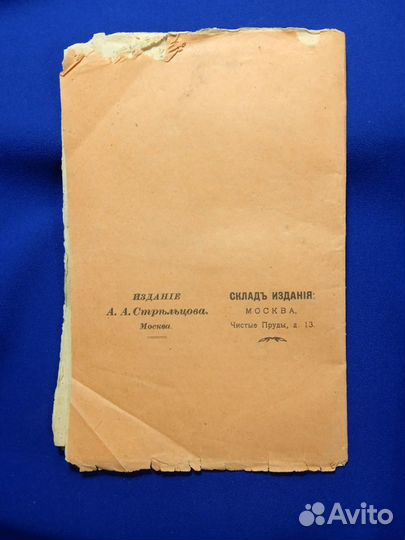 ИЗДАНІЕ
А. А. Стрѣльцова.
Москва.
СКЛАДЪ ИЗДАНІЯ:
МОСКВА,
Чистые Пруды, д. 13.
Avito